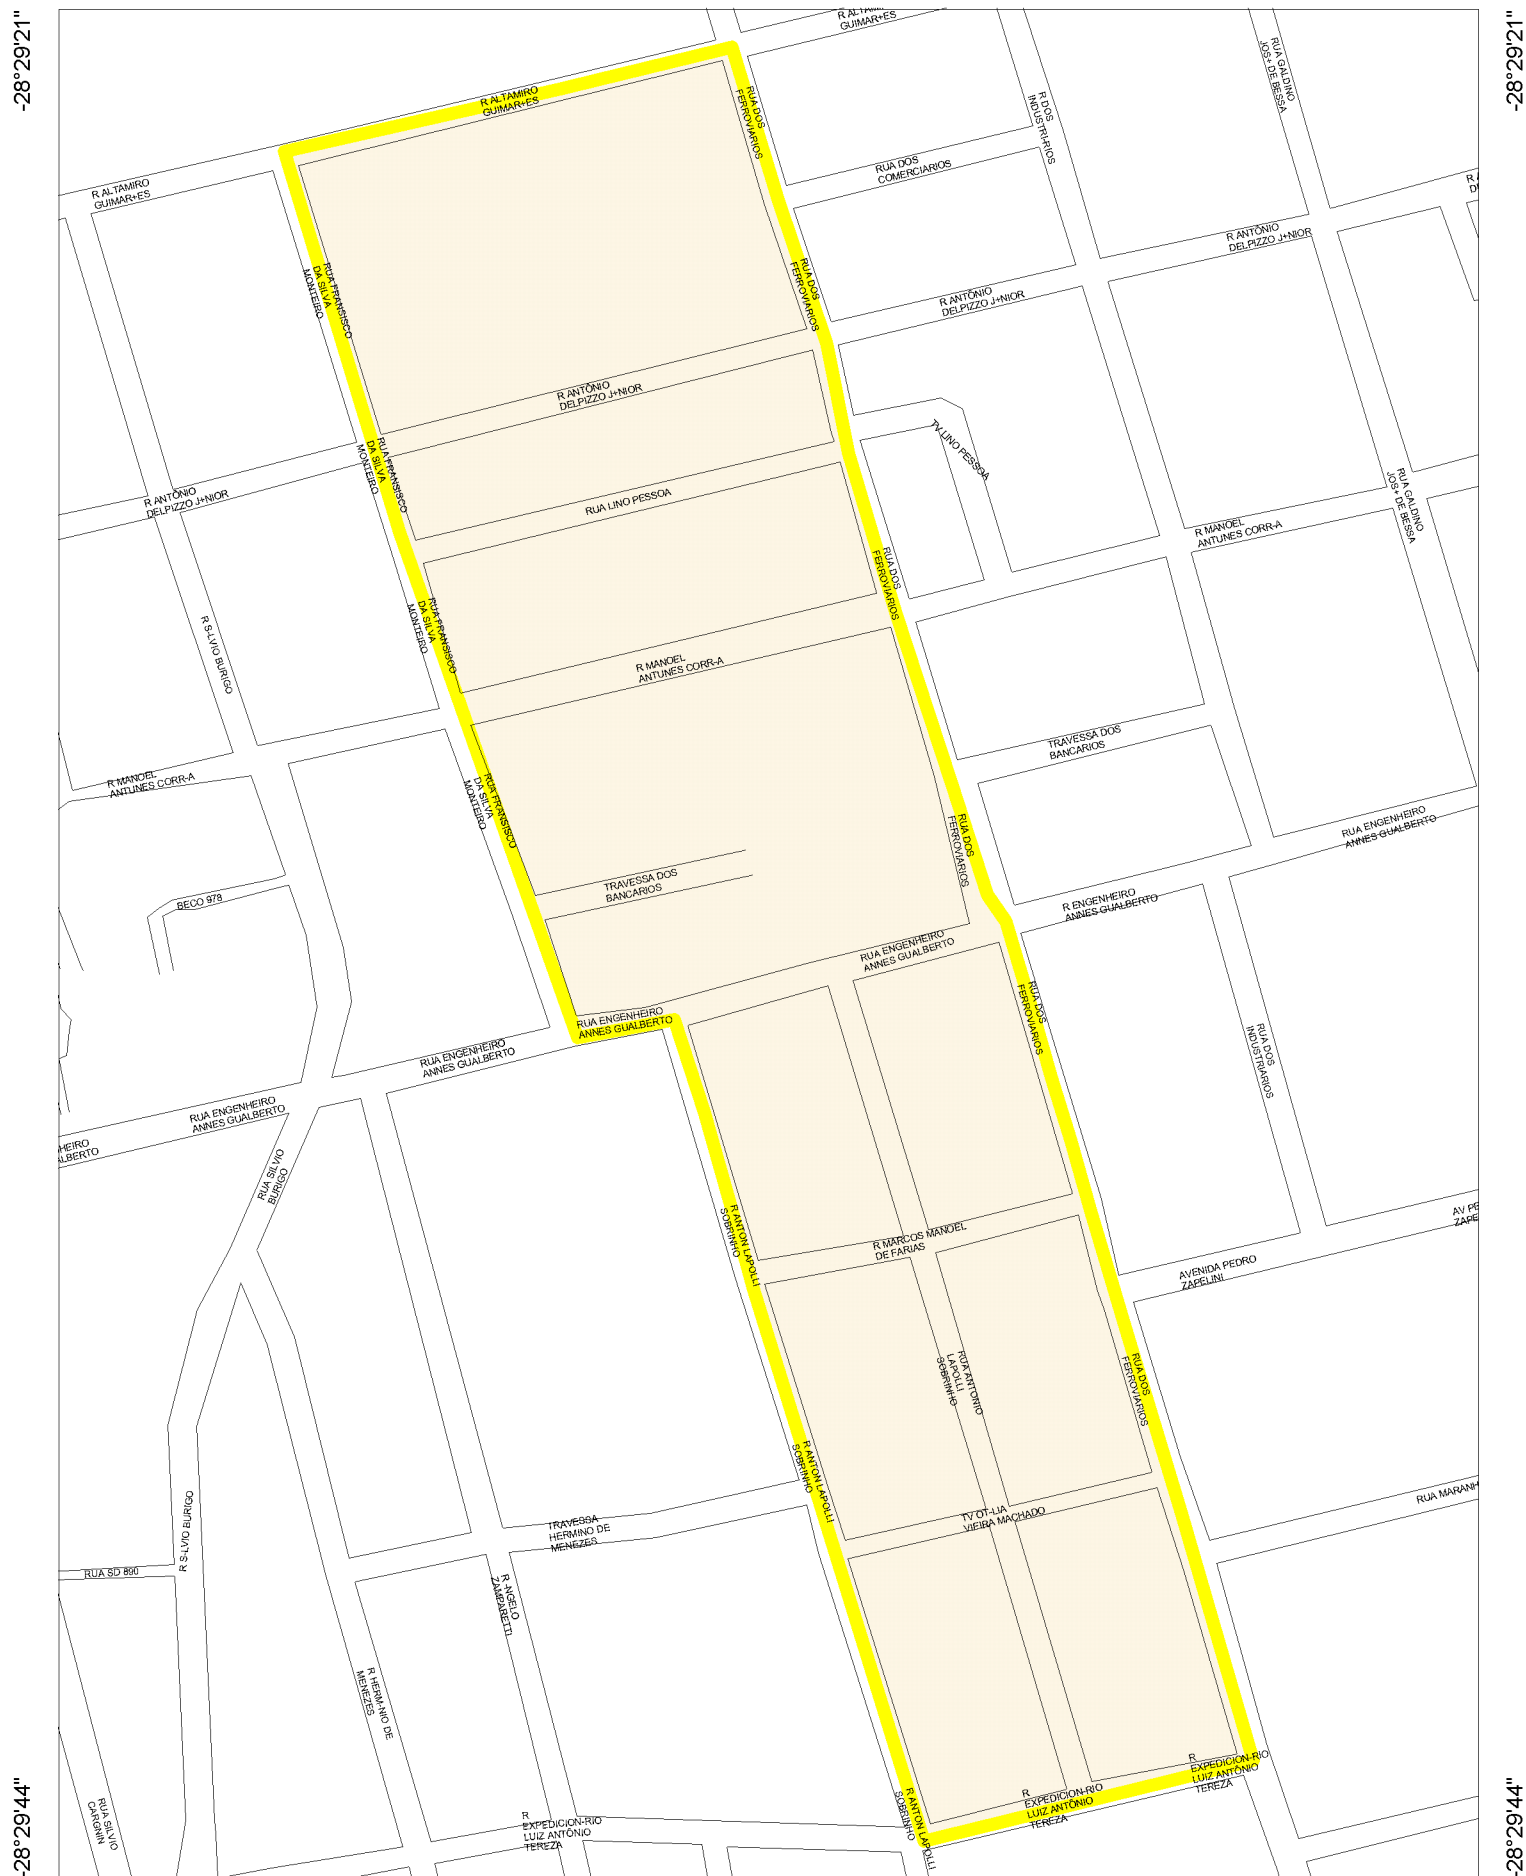 -28°29'21"
-28°29'21"
R ALTAMIRO
GUIMAR+ES
R ALTAMIRO
GUIMAR+ES
RUA DOS
FERROVIARIOS
R DOS
INDUSTRI-RIOS
RUA GALDINO
JOS+ DE BESSA
RUA DOS
COMERCIARIOS
R ALTAMIRO
GUIMAR+ES
RUA FRANSISCO
DA SILVA
MONTEIRO
RUA DOS
FERROVIARIOS
R ANTÔNIO
DELPIZZO J+NIOR
R ANTÔNIO
DELPIZZO J+NIOR
R ANTÔNIO
DELPIZZO J+NIOR
TV LINO PESSOA
RUA FRANSISCO
DA SILVA
MONTEIRO
R ANTÔNIO
DELPIZZO J+NIOR
RUA LINO PESSOA
RUA GALDINO
JOS+ DE BESSA
R MANOEL
ANTUNES CORR-A
RUA DOS
FERROVIARIOS
RUA FRANSISCO
DA SILVA
MONTEIRO
R S-LVIO BURIGO
R MANOEL
ANTUNES CORR-A
TRAVESSA DOS
BANCARIOS
R MANOEL
ANTUNES CORR-A
RUA FRANSISCO
DA SILVA
MONTEIRO
RUA DOS
FERROVIARIOS
RUA ENGENHEIRO
ANNES GUALBERTO
TRAVESSA DOS
BANCARIOS
BECO 978
R ENGENHEIRO
ANNES GUALBERTO
RUA ENGENHEIRO
ANNES GUALBERTO
RUA DOS
FERROVIARIOS
RUA ENGENHEIRO
ANNES GUALBERTO
RUA ENGENHEIRO
ANNES GUALBERTO
RUA DOS
INDUSTRIARIOS
RUA ENGENHEIRO
ANNES GUALBERTO
HEIRO
LBERTO
RUA SILVIO
BURIGO
R ANTON LAPOLLI
SOBRINHO
R MARCOS MANOEL
DE FARIAS
AV PE
ZAPE
AVENIDA PEDRO
ZAPELINI
RUA ANTONIO
LAPOLLI
SOBRINHO
RUA DOS
FERROVIARIOS
R ANTON LAPOLLI
SOBRINHO
R S-LVIO BURIGO
TRAVESSA
HERMINO DE
MENEZES
TV OT-LIA
VIEIRA MACHADO
RUA MARANH
RUA SD 890
R -NGELO
ZAMPARETTI
R HERM-NIO DE
MENEZES
R
EXPEDICION-RIO
LUIZ ANTÔNIO
TEREZA
R
EXPEDICION-RIO
LUIZ ANTÔNIO
TEREZA
R
EXPEDICION-RIO
LUIZ ANTÔNIO
TEREZA
R ANTON LAPOLLI
SOBRINHO
RUA SILVIO
CARGNIN
-28°29'44"
-28°29'44"